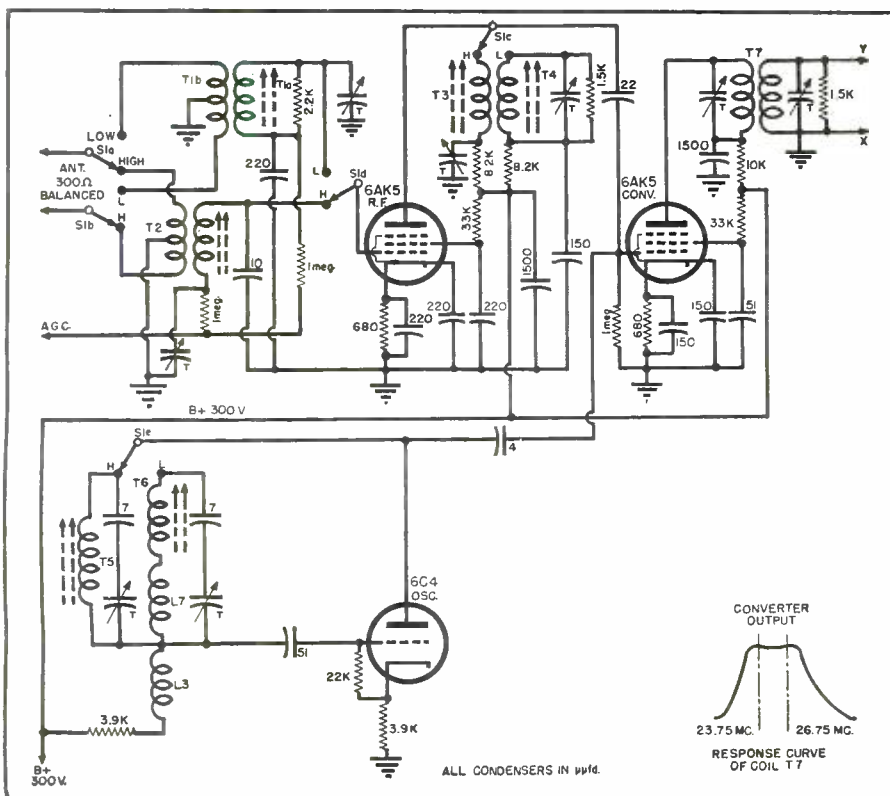 S1c
T1b
T1a
2.2K
T
LOW
S1a
HIGH
ANT.
300Ω
BALANCED
L
H
S1b
T2
220
L
H
S1d
10
1meg.
1meg.
A.G.C.
T
6AK5
R.F.
680
220
220
220
H
L
T3
T4
T
1.5K
T
8.2K
8.2K
33K
1500
150
22
6AK5
CONV.
1meg
680
150
150
51
T7
Y
T
T
1.5K
X
1500
10K
33K
B+ 300 V
S1e
H
L
T6
7
7
T5
T
L7
T
L3
3.9K
B+
300V.
4
6C4
OSC.
51
22K
3.9K
ALL CONDENSERS IN µµfd.
CONVERTER
OUTPUT
23.75 MC.
26.75 MC.
RESPONSE CURVE
OF COIL T7